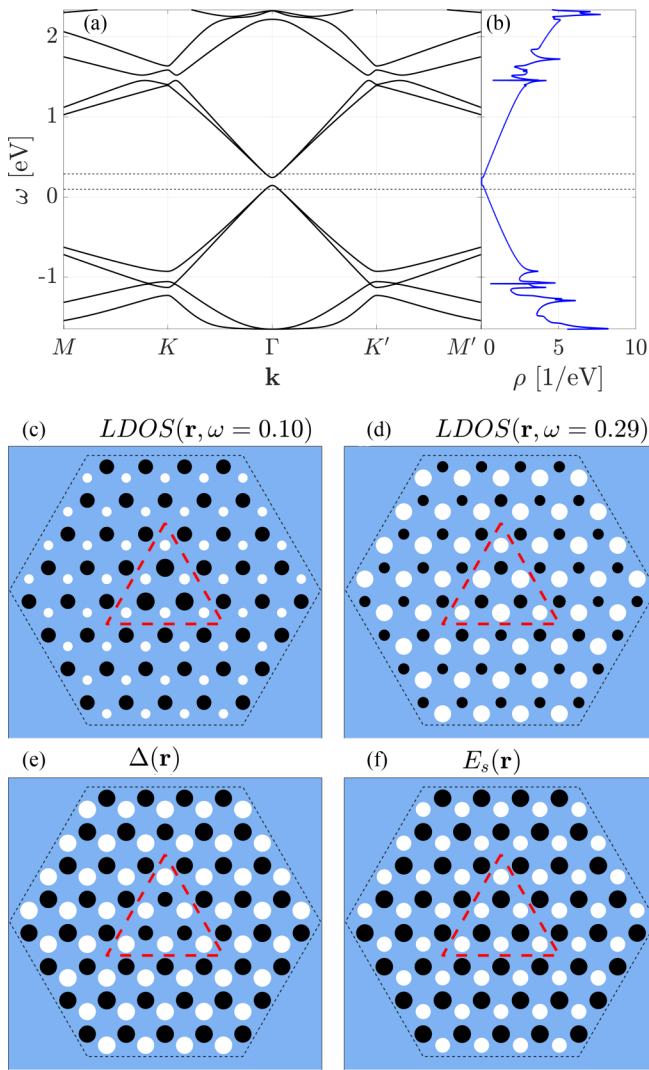 (a)
(b)
2
1
0
-1
ω [eV]
M
K
Γ
K′
M′
k
0
5
10
ρ [1/eV]
(c) LDOS(r, ω = 0.10)
(d) LDOS(r, ω = 0.29)
(e) Δ(r)
(f) E_s(r)